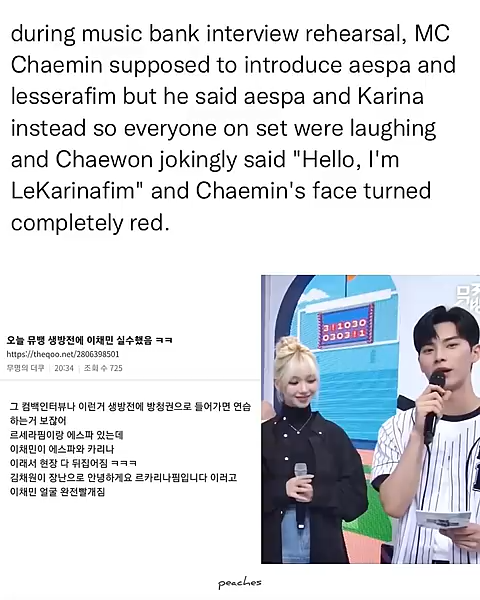 during music bank interview rehearsal, MC
Chaemin supposed to introduce aespa and
lesserafim but he said aespa and Karina
instead so everyone on set were laughing
and Chaewon jokingly said "Hello, I'm
LeKarinafim" and Chaemin's face turned
completely red.
오늘 뮤뱅 생방전에 이채민 실수했음 ㅋㅋ
https://theqoo.net/2806398501
무명의 더쿠 | 20:34 | 조회 수 725
그 컴백인터뷰나 이런거 생방전에 방청권으로 들어가면 연습
하는거 보잖어
르세라핌이랑 에스파 있는데
이채민이 에스파와 카리나
이래서 현장 다 뒤집어짐 ㅋㅋㅋ
김채원이 장난으로 안녕하게요 르카리나핌입니다 이러고
이채민 얼굴 완전빨개짐
3!1030
0303!1
peaches